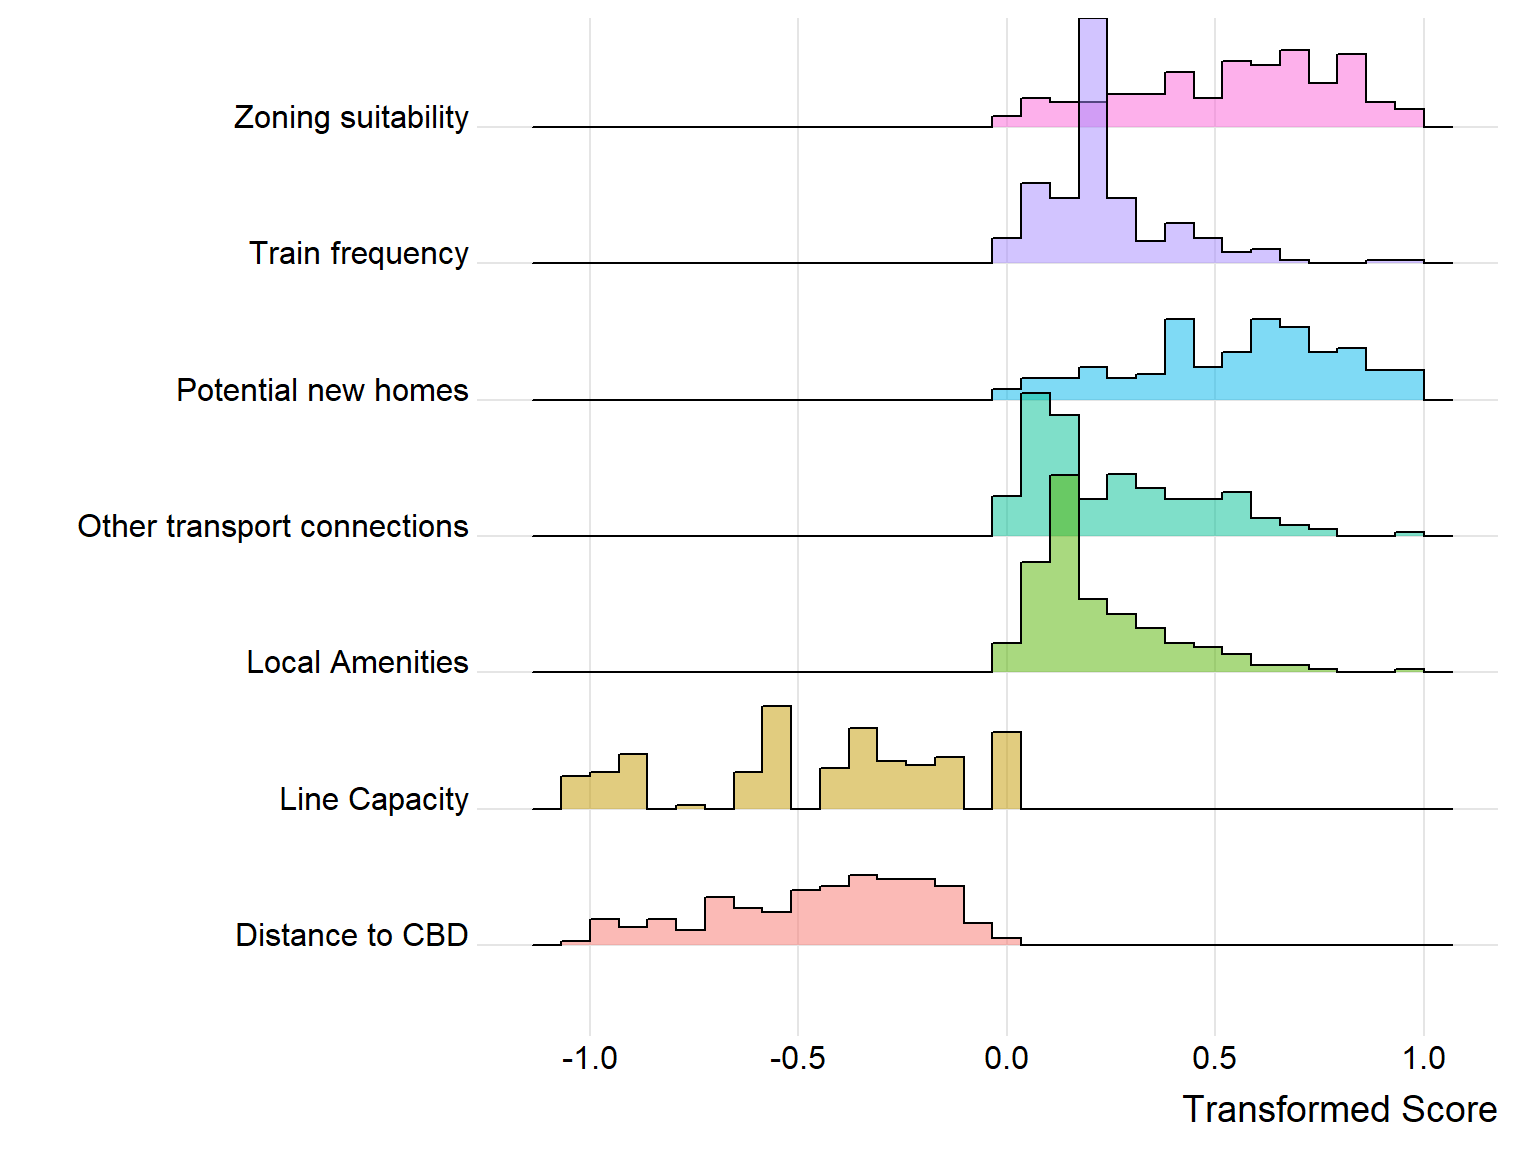 Zoning suitability
Train frequency
Potential new homes
Other transport connections
Local Amenities
Line Capacity
Distance to CBD
-1.0 -0.5 0.0 0.5 1.0
Transformed Score